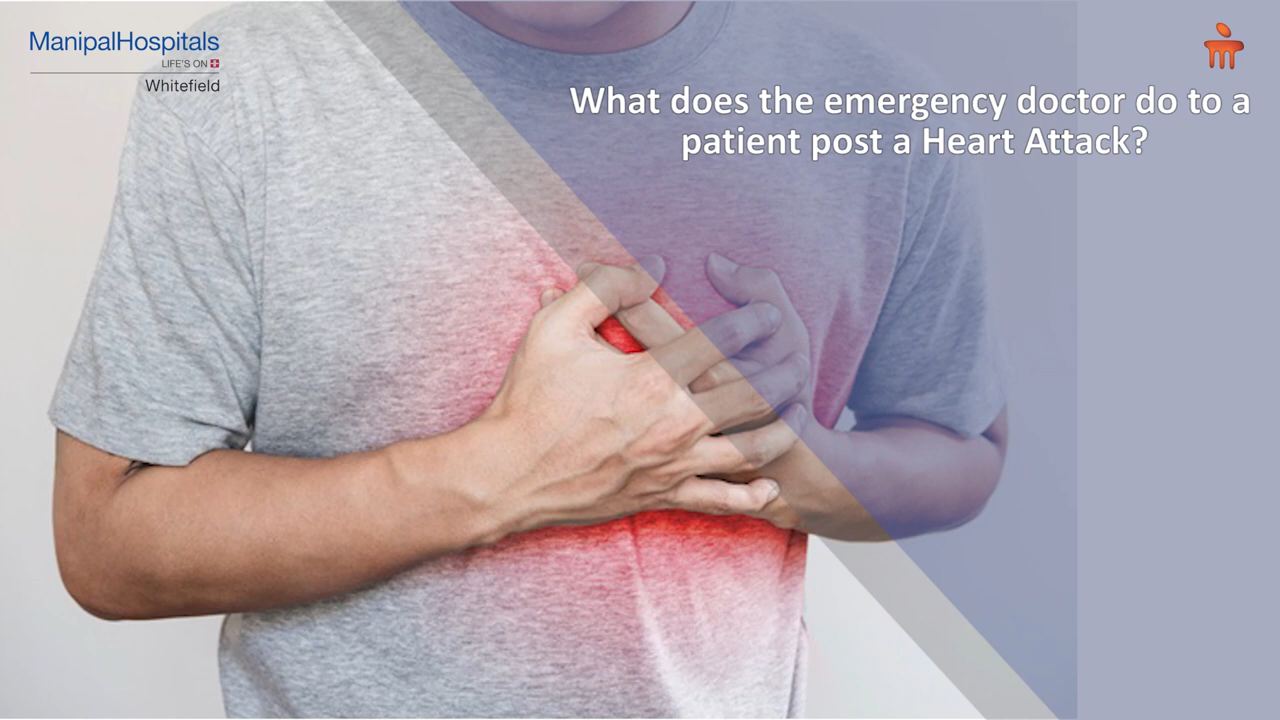 ManipalHospitals
LIFE'S ON
Whitefield
What does the emergency doctor do to a
patient post a Heart Attack?